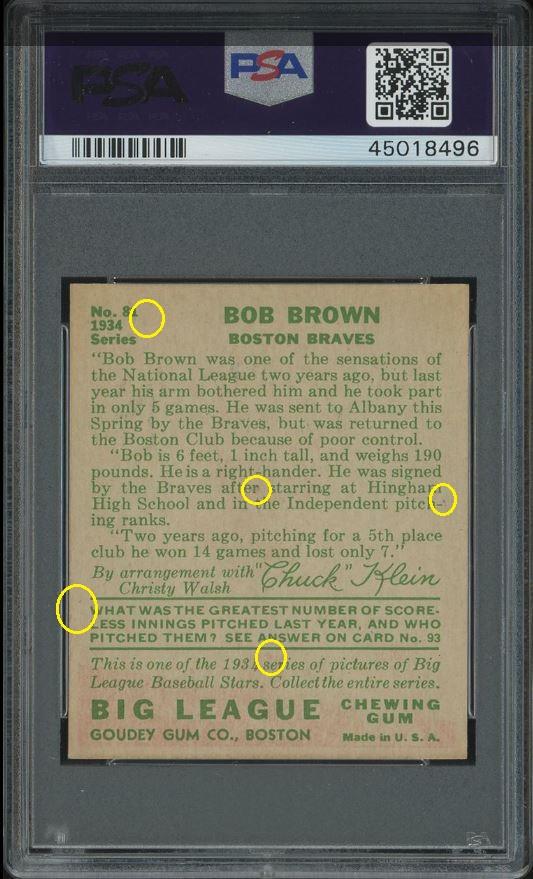 PSA
PSA
45018496
No. 81
1934
Series
BOB BROWN
BOSTON BRAVES
"Bob Brown was one of the sensations of
the National League two years ago, but last
year his arm bothered him and he took part
in only 5 games. He was sent to Albany this
Spring by the Braves, but was returned to
the Boston Club because of poor control.
"Bob is 6 feet, 1 inch tall, and weighs 190
pounds. He is a right-hander. He was signed
by the Braves after starring at Hingham
High School and in the Independent pitch-
ing ranks.
"Two years ago, pitching for a 5th place
club he won 14 games and lost only 7."
By arrangement with "Chuck" Klein
Christy Walsh
WHAT WAS THE GREATEST NUMBER OF SCORE-
LESS INNINGS PITCHED LAST YEAR, AND WHO
PITCHED THEM? SEE ANSWER ON CARD No. 93
This is one of the 1934 series of pictures of Big
League Baseball Stars. Collect the entire series.
BIG LEAGUE CHEWING GUM
GOUDEY GUM CO., BOSTON Made in U. S. A.